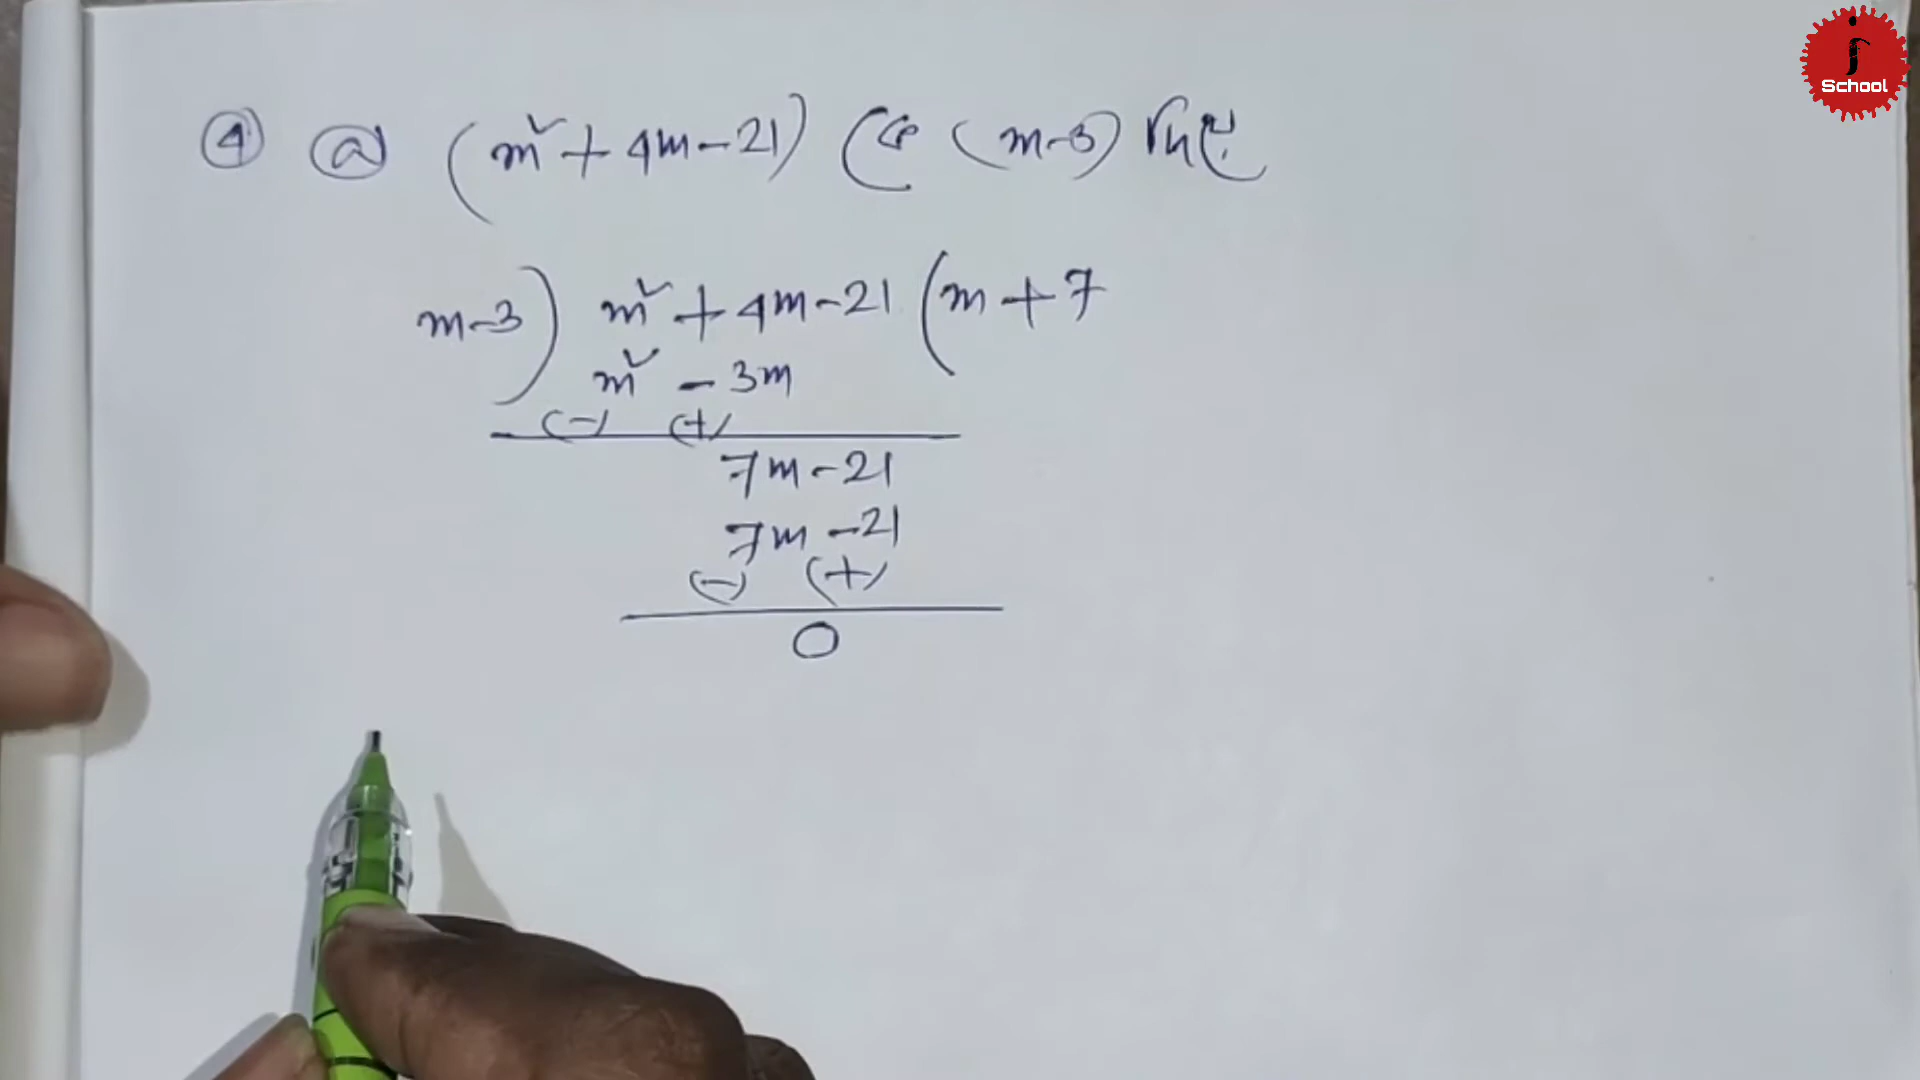 ④ ⓐ (m² + 4m - 21) কে (m-3) দিয়ে
m-3) m² + 4m - 21 (m + 7
m² - 3m
(-) (+)
7m - 21
7m - 21
(-) (+)
0
School